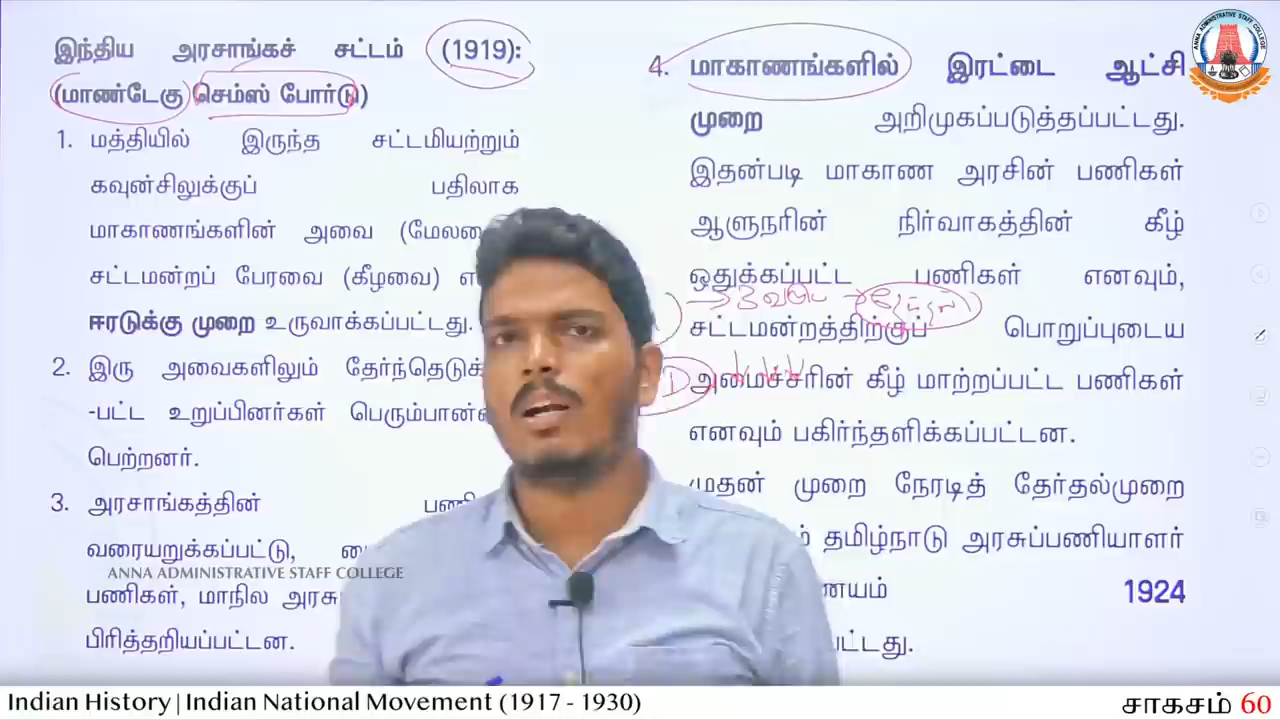 இந்திய அரசாங்கச் சட்டம் (1919):
(மாண்டேகு செம்ஸ் போர்டு)
1. மத்தியில் இருந்த சட்டமியற்றும்
கவுன்சிலுக்குப் பதிலாக
மாகாணங்களின் அவை
சட்டமன்றப் பேரவை (கீழவை)
ஈரடுக்கு முறை உருவாக்கப்பட்டது.
2. இரு அவைகளிலும்
-பட்ட உறுப்பினர்கள்
பெற்றனர்.
3. அரசாங்கத்தின்
வரையறுக்கப்பட்டு,
ANNA ADMINISTRATIVE STAFF COLLEGE
பணிகள், மாநில
பிரித்தறியப்பட்டன.
4. மாகாணங்களில் இரட்டை ஆட்சி
முறை அறிமுகப்படுத்தப்பட்டது.
இதன்படி மாகாண அரசின் பணிகள்
ஆளுநரின் நிர்வாகத்தின் கீழ்
ஒதுக்கப்பட்ட பணிகள் எனவும்,
சட்டமன்றத்திற்குப் பொறுப்புடைய
அமைச்சரின் கீழ் மாற்றப்பட்ட பணிகள்
எனவும் பகிர்ந்தளிக்கப்பட்டன.
முதன் முறை நேரடித் தேர்தல்முறை
தமிழ்நாடு அரசுப்பணியாளர்
1924
ANNA ADMINISTRATIVE STAFF COLLEGE
Indian History | Indian National Movement (1917 - 1930)
சாகசம் 60